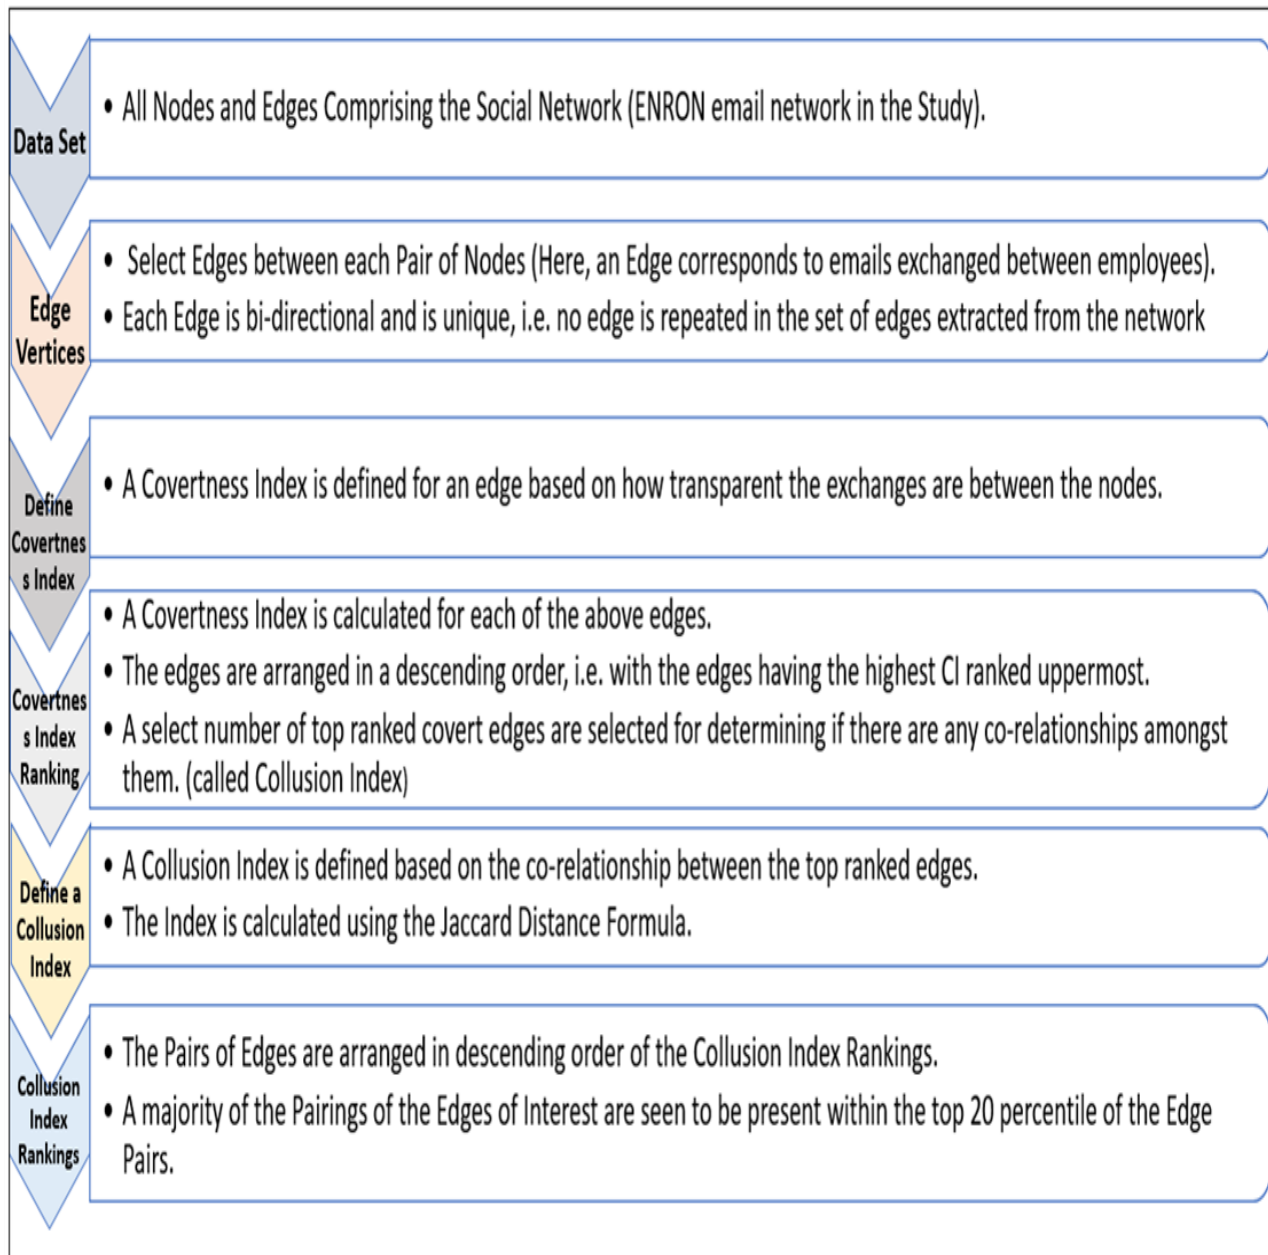 Data Set
• All Nodes and Edges Comprising the Social Network (ENRON email network in the Study).
Edge
Vertices
• Select Edges between each Pair of Nodes (Here, an Edge corresponds to emails exchanged between employees).
• Each Edge is bi-directional and is unique, i.e. no edge is repeated in the set of edges extracted from the network
Define
Covertnes
s Index
• A Covertness Index is defined for an edge based on how transparent the exchanges are between the nodes.
Covertnes
s Index
Ranking
• A Covertness Index is calculated for each of the above edges.
• The edges are arranged in a descending order, i.e. with the edges having the highest CI ranked uppermost.
• A select number of top ranked covert edges are selected for determining if there are any co-relationships amongst
them. (called Collusion Index)
Define a
Collusion
Index
• A Collusion Index is defined based on the co-relationship between the top ranked edges.
• The Index is calculated using the Jaccard Distance Formula.
Collusion
Index
Rankings
• The Pairs of Edges are arranged in descending order of the Collusion Index Rankings.
• A majority of the Pairings of the Edges of Interest are seen to be present within the top 20 percentile of the Edge
Pairs.